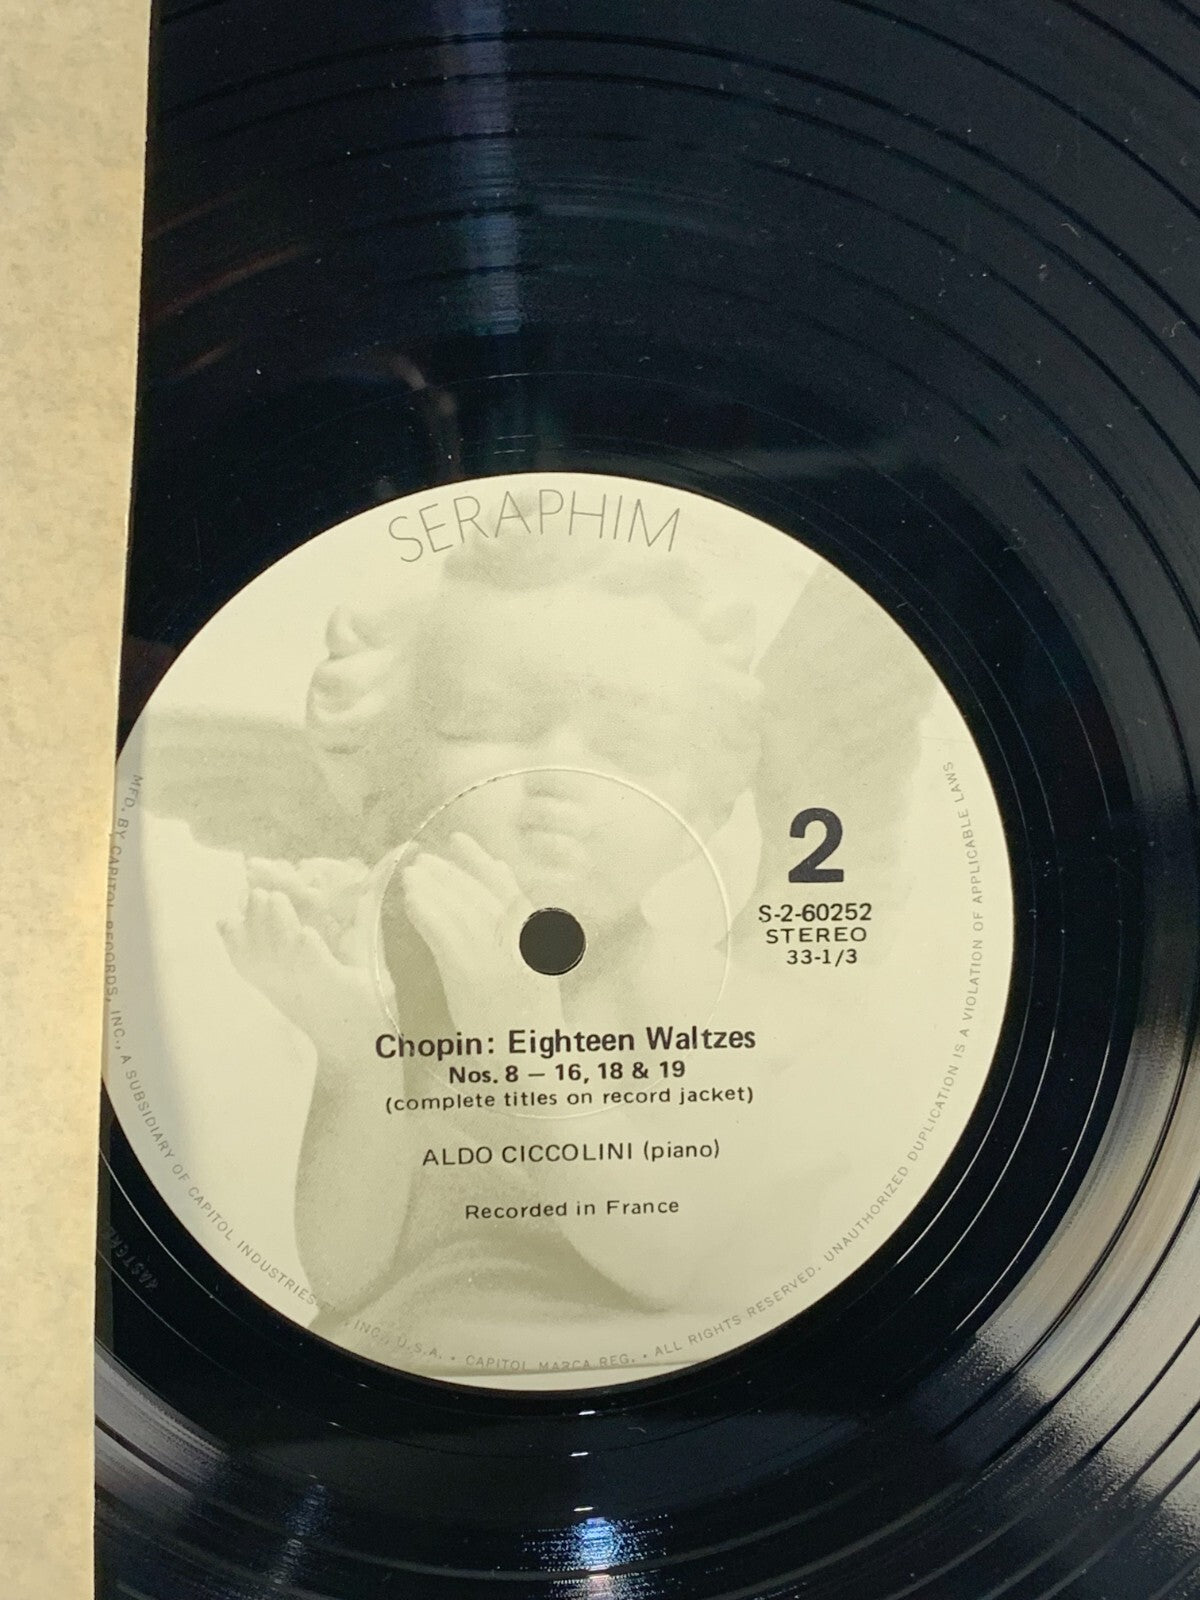 SERAPHIM
2
S-2-60252
STEREO
33-1/3
Chopin: Eighteen Waltzes
Nos. 8 — 16, 18 & 19
(complete titles on record jacket)
ALDO CICCOLINI (piano)
Recorded in France
MFD. BY CAPITOL RECORDS, INC., A SUBSIDIARY OF CAPITOL INDUSTRIES INC., U.S.A. • CAPITOL MARCA REG. • ALL RIGHTS RESERVED. UNAUTHORIZED DUPLICATION IS A VIOLATION OF APPLICABLE LAWS